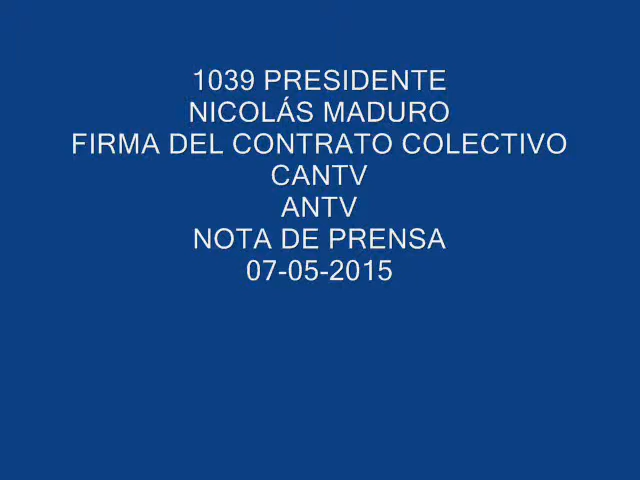 1039 PRESIDENTE
NICOLÁS MADURO
FIRMA DEL CONTRATO COLECTIVO
CANTV
ANTV
NOTA DE PRENSA
07-05-2015